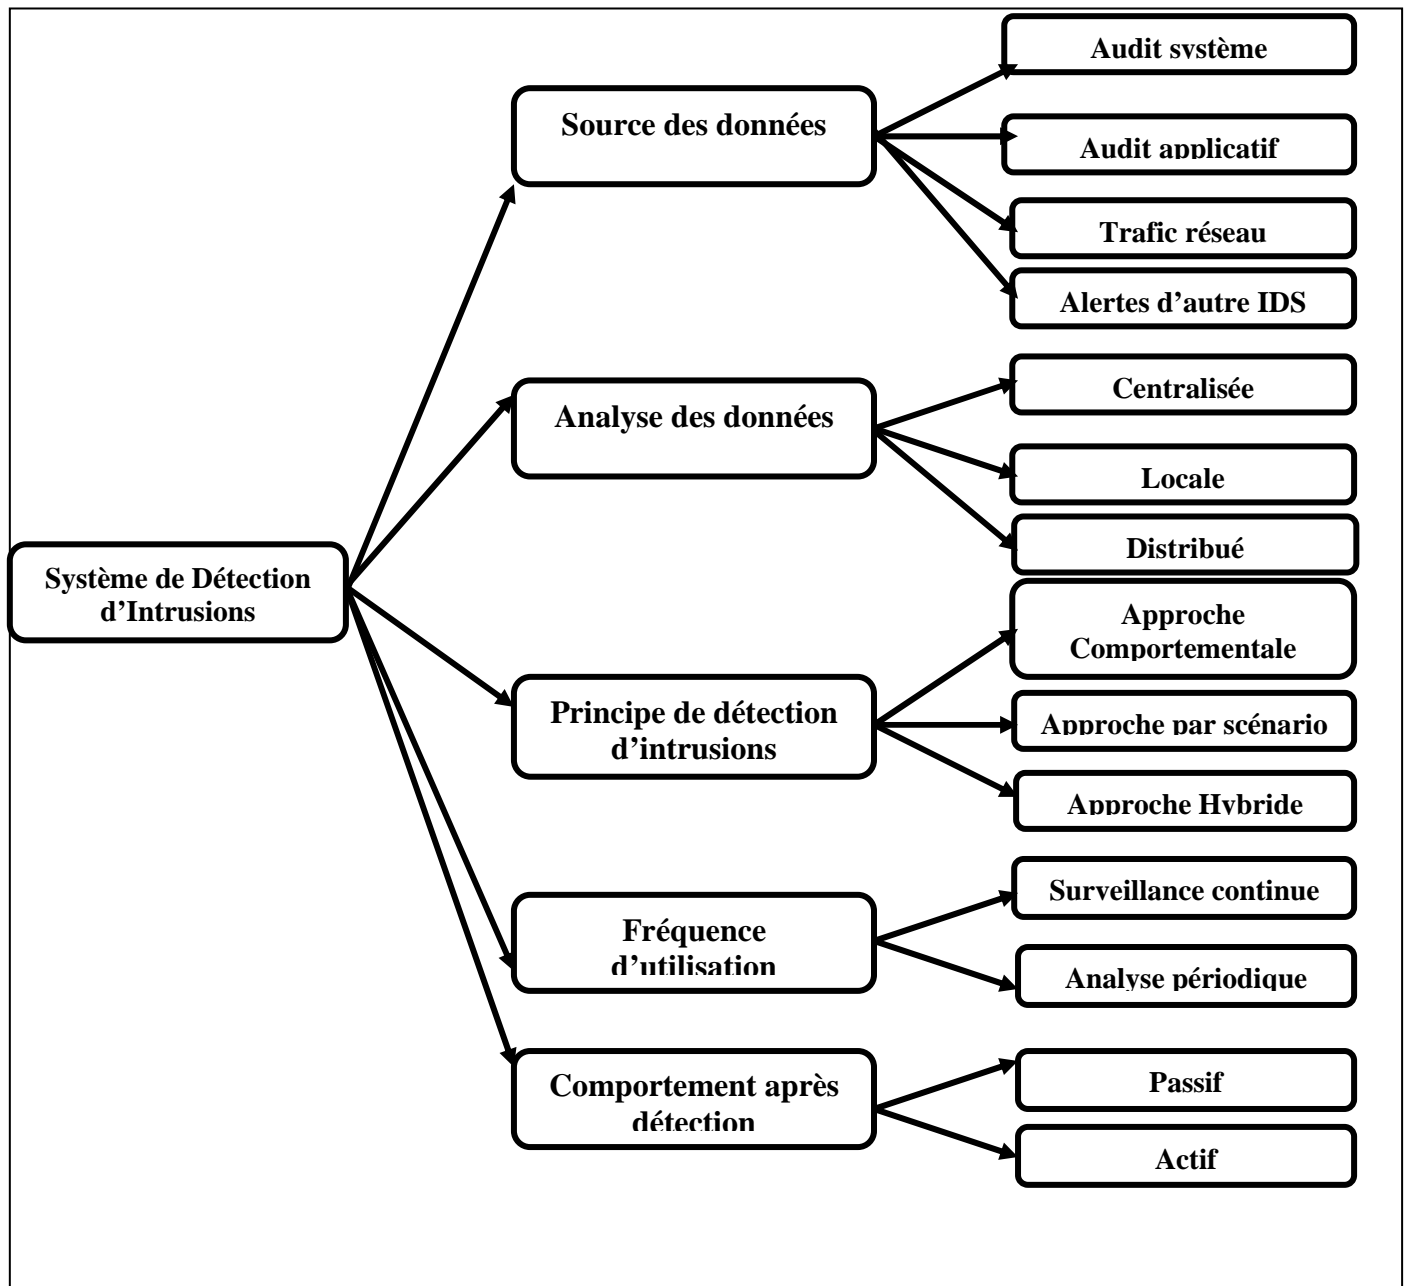 Audit système
Source des données
Audit applicatif
Trafic réseau
Alertes d’autre IDS
Centralisée
Analyse des données
Locale
Distribué
Système de Détection
d’Intrusions
Approche
Comportementale
Principe de détection
d’intrusions
Approche par scénario
Approche Hybride
Surveillance continue
Fréquence
d’utilisation
Analyse périodique
Comportement après
détection
Passif
Actif